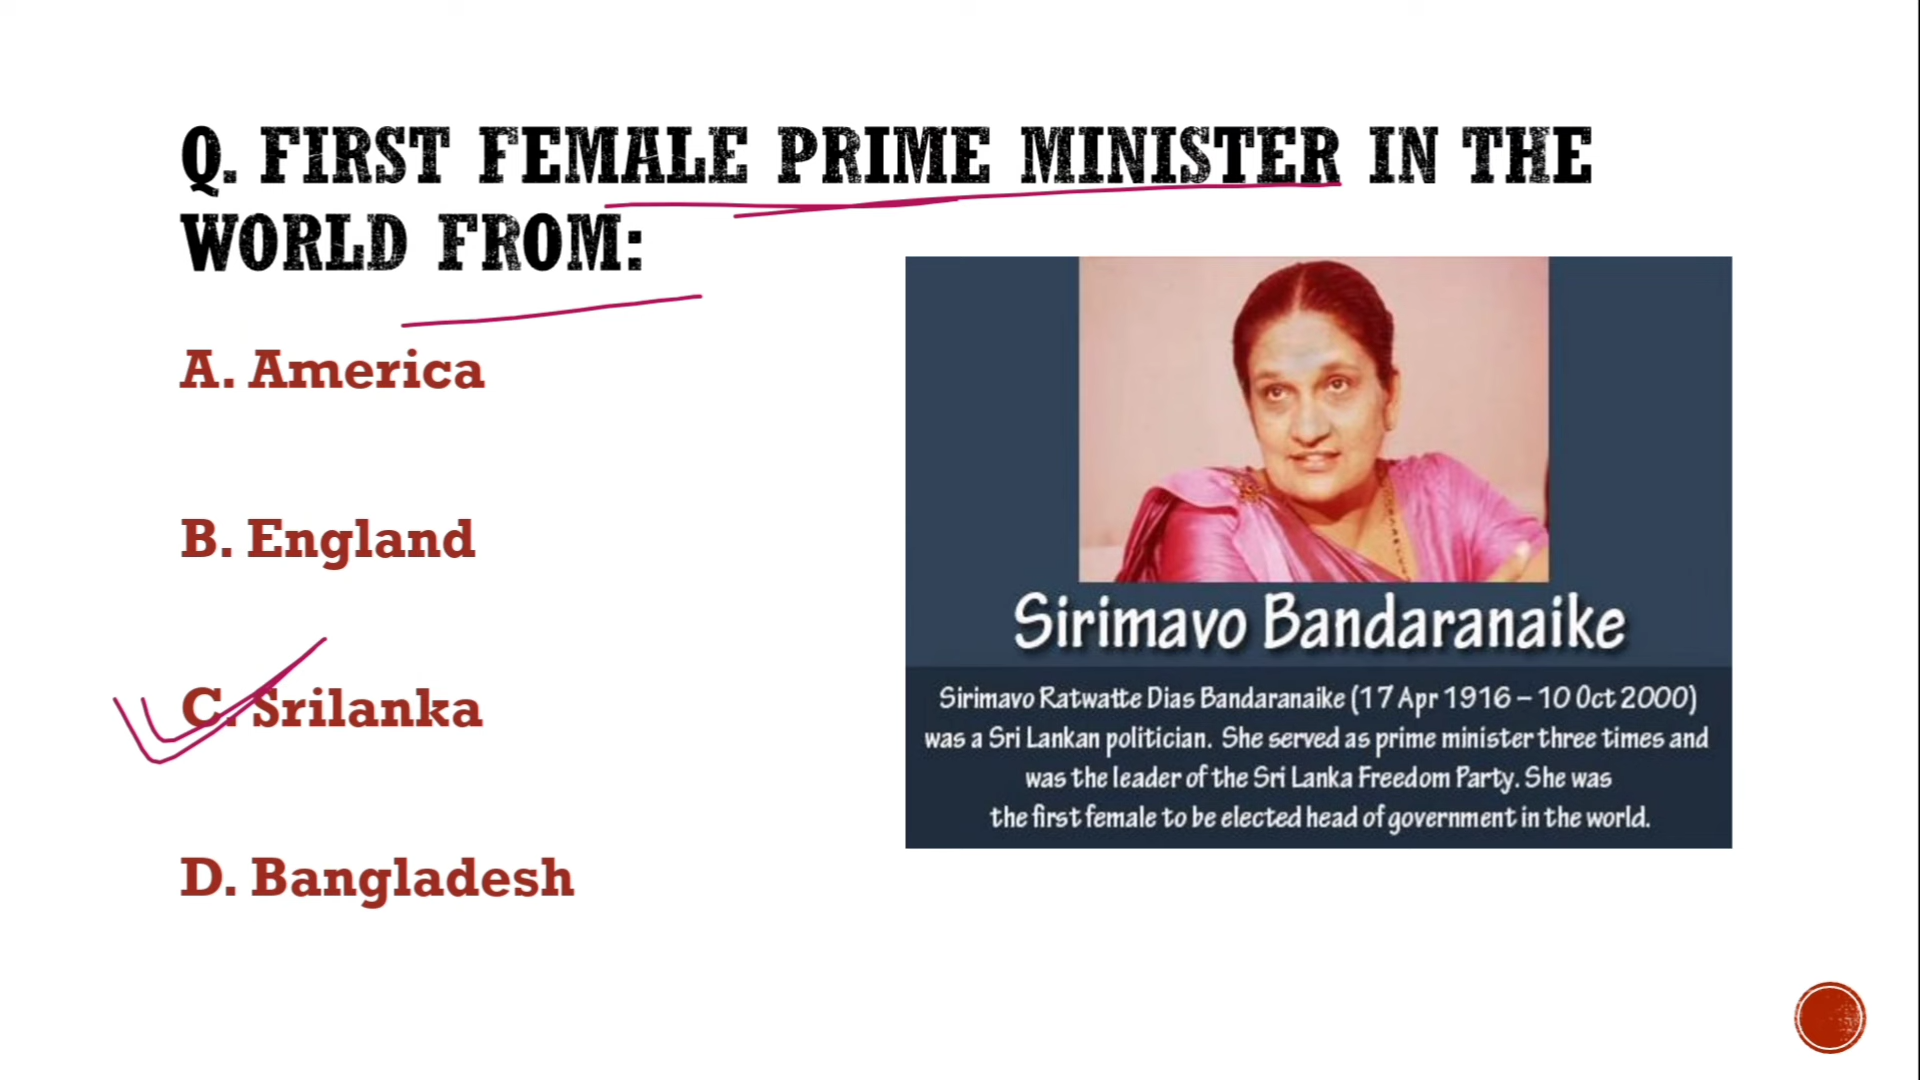 Q. FIRST FEMALE PRIME MINISTER IN THE
WORLD FROM:
A. America
B. England
C. Srilanka
D. Bangladesh
Sirimavo Bandaranaike
Sirimavo Ratwatte Dias Bandaranaike (17 Apr 1916 – 10 Oct 2000)
was a Sri Lankan politician. She served as prime minister three times and
was the leader of the Sri Lanka Freedom Party. She was
the first female to be elected head of government in the world.